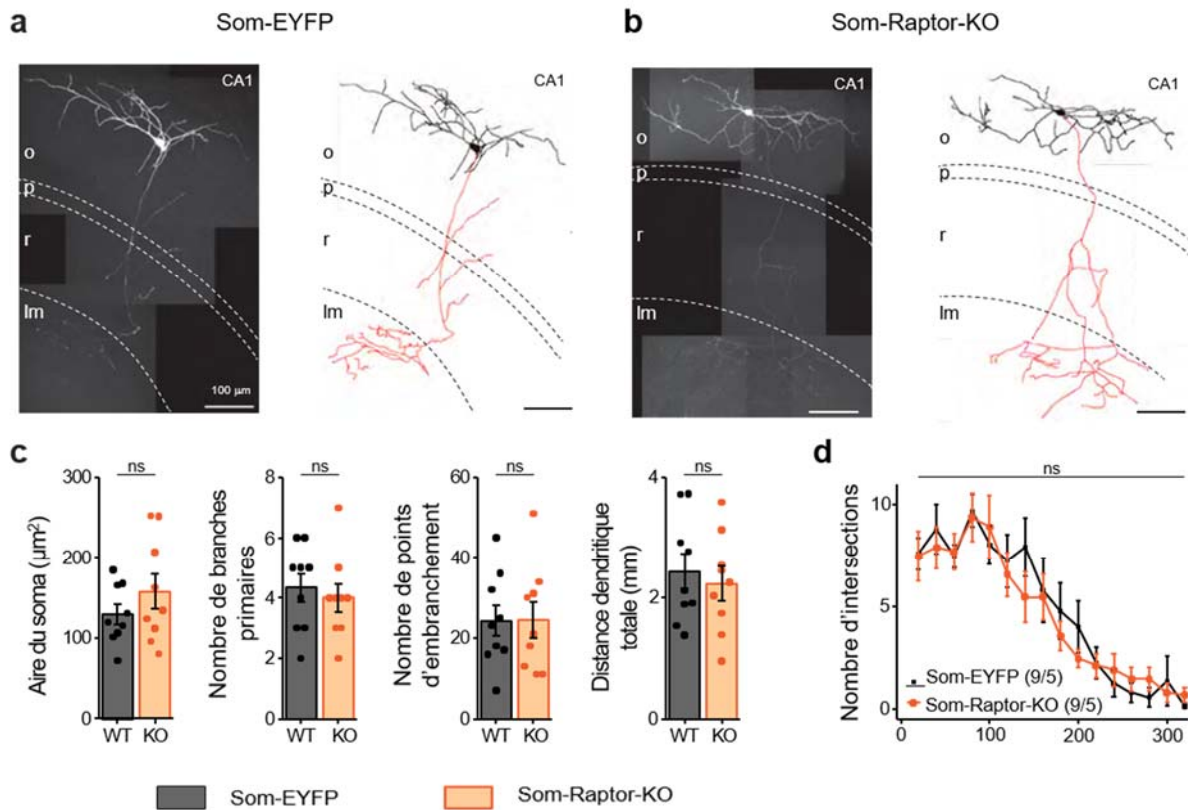 a
Som-EYFP
CA1
o
p
r
lm
100 µm
CA1
o
p
r
lm
b
Som-Raptor-KO
CA1
o
p
r
lm
CA1
o
p
r
lm
c
Aire du soma (µm²)
300
200
100
0
ns
WT KO
Nombre de branches
primaires
8
6
4
2
0
ns
WT KO
Nombre de points
d'embranchement
60
40
20
0
ns
WT KO
Distance dendritique
totale (mm)
4
2
0
ns
WT KO
Som-EYFP
Som-Raptor-KO
d
ns
Nombre d'intersections
10
5
0
Som-EYFP (9/5)
Som-Raptor-KO (9/5)
0 100 200 300